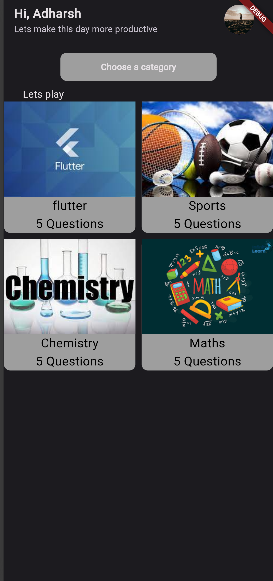 Hi, Adharsh
DEBUG
Lets make this day more productive
Choose a category
Lets play
Flutter
flutter
5 Questions
Sports
5 Questions
Chemistry
Chemistry
5 Questions
Learn
MATH
Maths
5 Questions